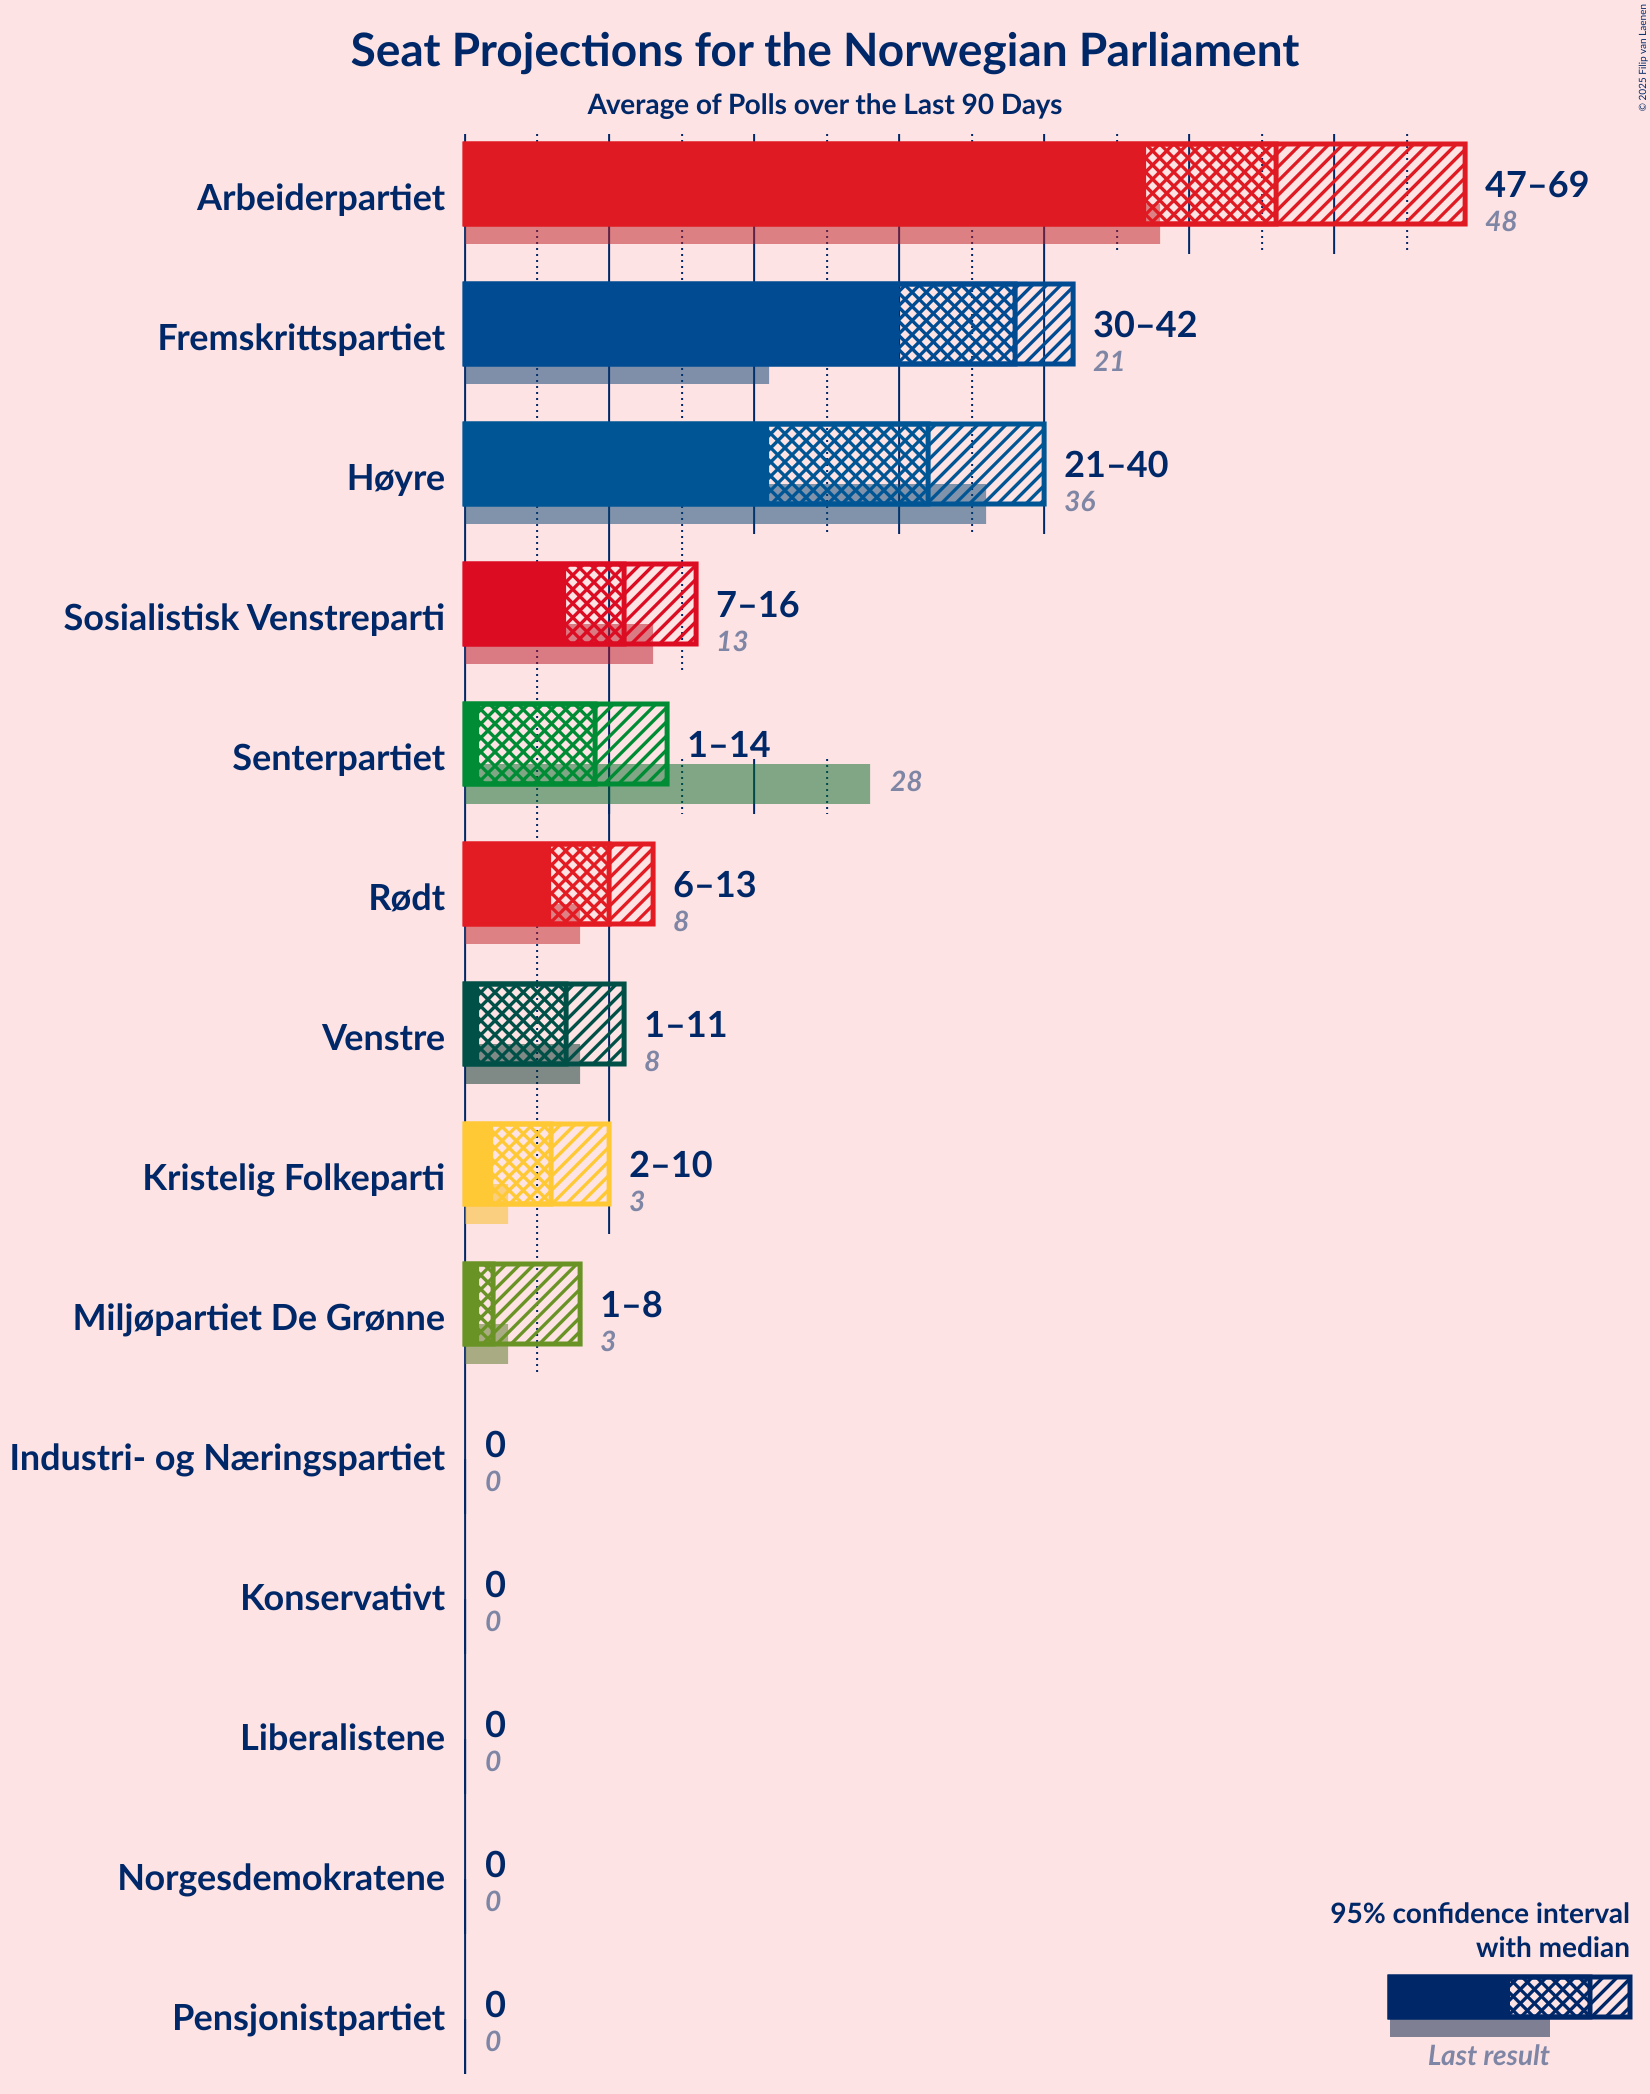 © 2025 Filip van Laenen
Seat Projections for the Norwegian Parliament
Average of Polls over the Last 90 Days
Arbeiderpartiet
47–69
48
Fremskrittspartiet
30–42
21
Høyre
21–40
36
Sosialistisk Venstreparti
7–16
13
Senterpartiet
1–14
28
Rødt
6–13
8
Venstre
1–11
8
Kristelig Folkeparti
2–10
3
Miljøpartiet De Grønne
1–8
3
Industri- og Næringspartiet
0
0
Konservativt
0
0
Liberalistene
0
0
Norgesdemokratene
0
0
Pensjonistpartiet
0
0
95% confidence interval
with median
Last result